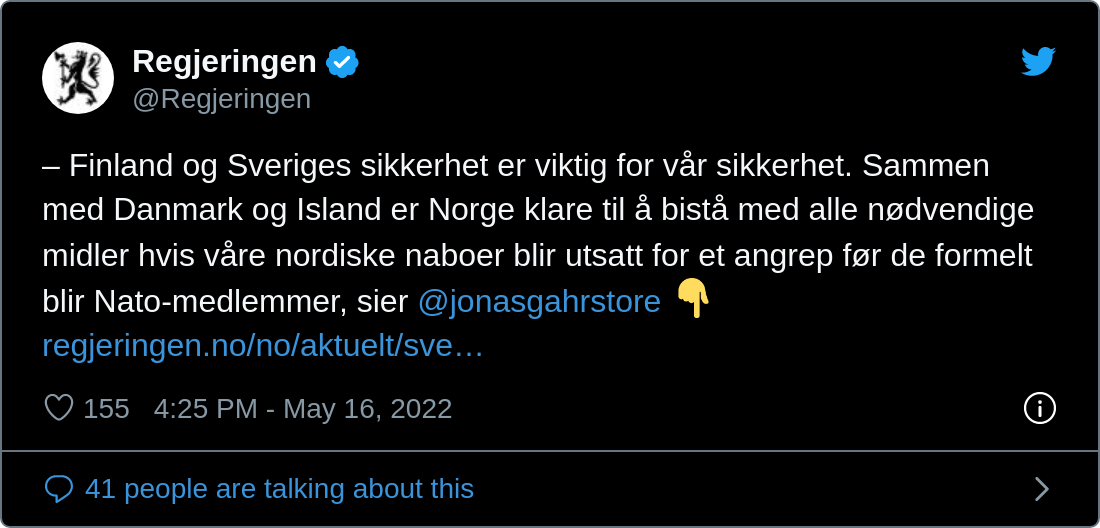 Regjeringen
@Regjeringen
– Finland og Sveriges sikkerhet er viktig for vår sikkerhet. Sammen
med Danmark og Island er Norge klare til å bistå med alle nødvendige
midler hvis våre nordiske naboer blir utsatt for et angrep før de formelt
blir Nato-medlemmer, sier @jonasgahrstore 👇
regjeringen.no/no/aktuelt/sve…
155 4:25 PM - May 16, 2022
41 people are talking about this